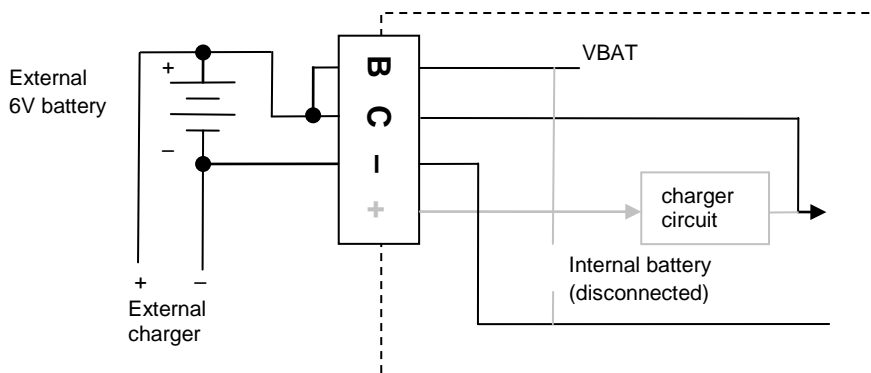 External
6V battery
+
–
+
–
External
charger
B
C
–
+
VBAT
charger
circuit
Internal battery
(disconnected)